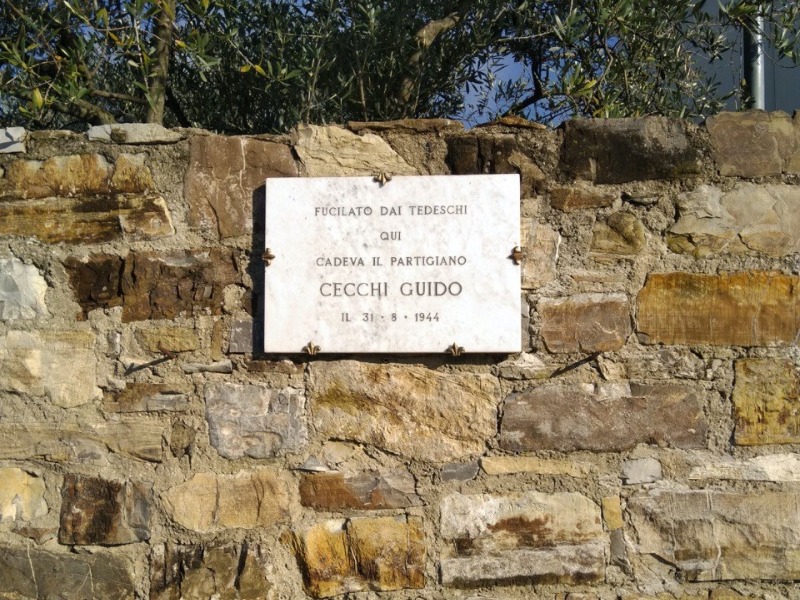 FUCILATO DAI TEDESCHI
QUI
CADEVA IL PARTIGIANO
CECCHI GUIDO
IL 31 • 8 • 1944